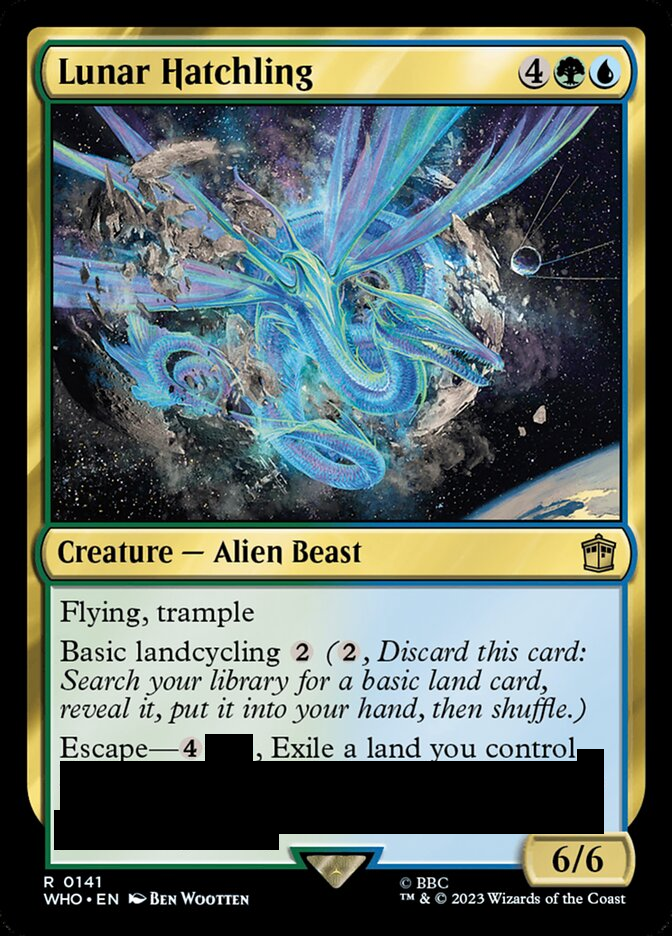 Lunar Hatchling 4
Creature — Alien Beast
Flying, trample
Basic landcycling 2 (2, Discard this card:
Search your library for a basic land card,
reveal it, put it into your hand, then shuffle.)
Escape—4 , Exile a land you control
6/6
R 0141
WHO • EN Ben Wootten
© BBC
™ & © 2023 Wizards of the Coast